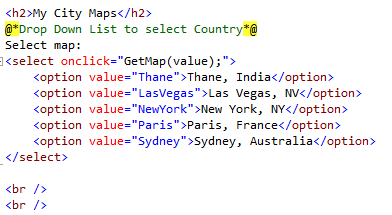 <h2>My City Maps</h2>
@*Drop Down List to select Country*@
Select map:
<select onclick="GetMap(value);">
<option value="Thane">Thane, India</option>
<option value="LasVegas">Las Vegas, NV</option>
<option value="NewYork">New York, NY</option>
<option value="Paris">Paris, France</option>
<option value="Sydney">Sydney, Australia</option>
</select>
<br />
<br />